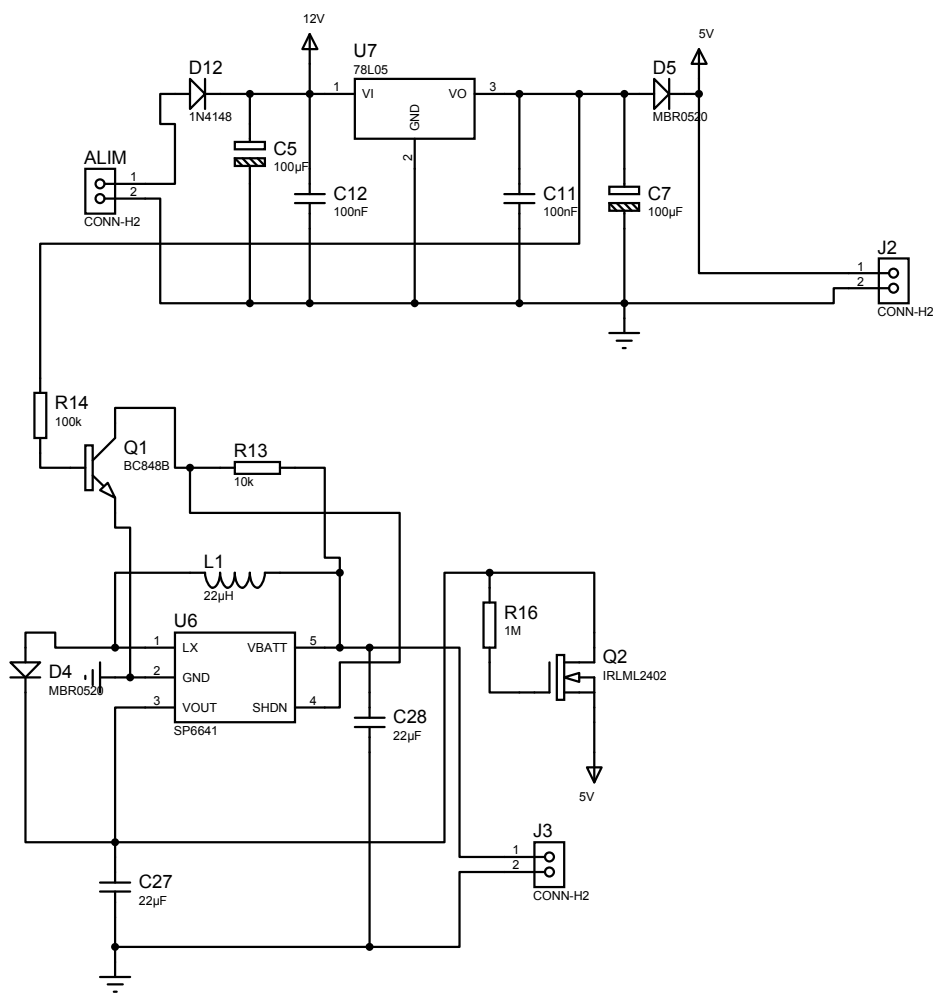 12V
5V
U7
78L05
D12
1N4148
1
VI
VO
3
GND
2
D5
MBR0520
C5
100µF
ALIM
1
2
CONN-H2
C12
100nF
C11
100nF
C7
100µF
J2
1
2
CONN-H2
R14
100k
Q1
BC848B
R13
10k
L1
22µH
U6
1
LX
VBATT
5
2
GND
3
VOUT
SHDN
4
SP6641
D4
MBR0520
R16
1M
Q2
IRLML2402
C28
22µF
5V
J3
1
2
CONN-H2
C27
22µF